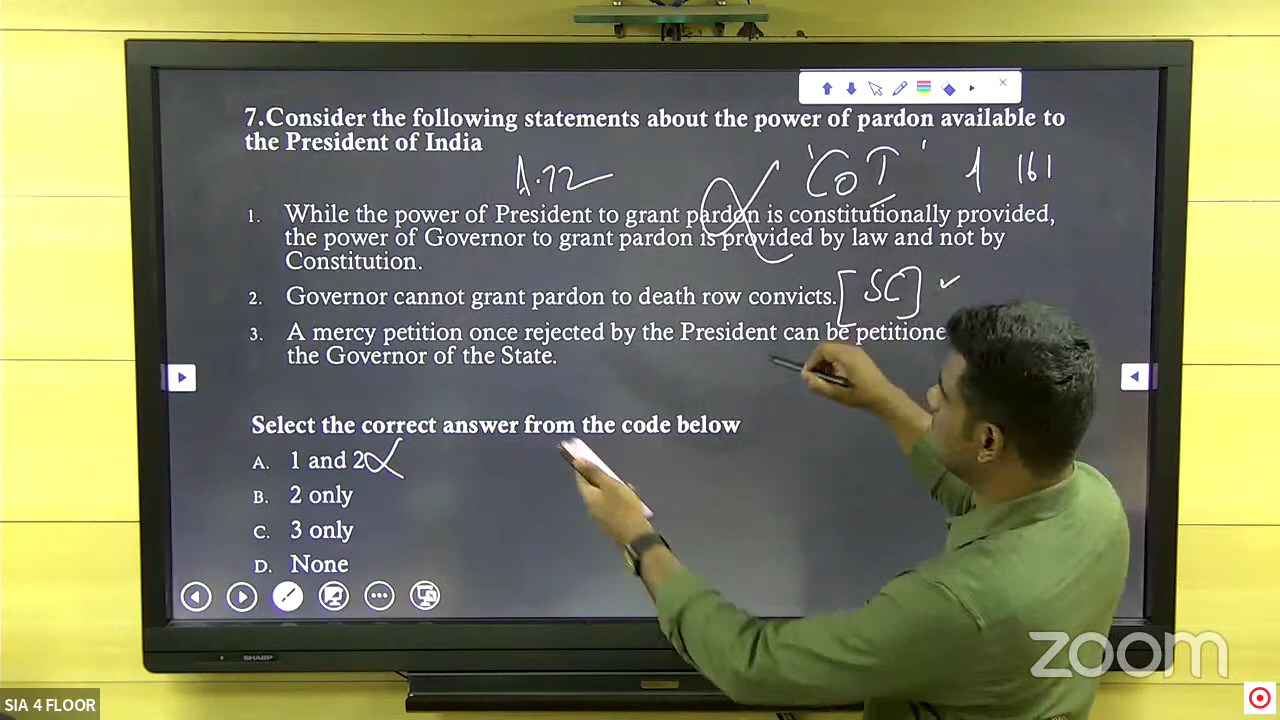 7.Consider the following statements about the power of pardon available to
the President of India
A.72
'CoI' A 161
1. While the power of President to grant pardon is constitutionally provided,
the power of Governor to grant pardon is provided by law and not by
Constitution.
2. Governor cannot grant pardon to death row convicts. [SC]
3. A mercy petition once rejected by the President can be petitione
the Governor of the State.
Select the correct answer from the code below
A. 1 and 2
B. 2 only
C. 3 only
D. None
SHARP
zoom
SIA 4 FLOOR